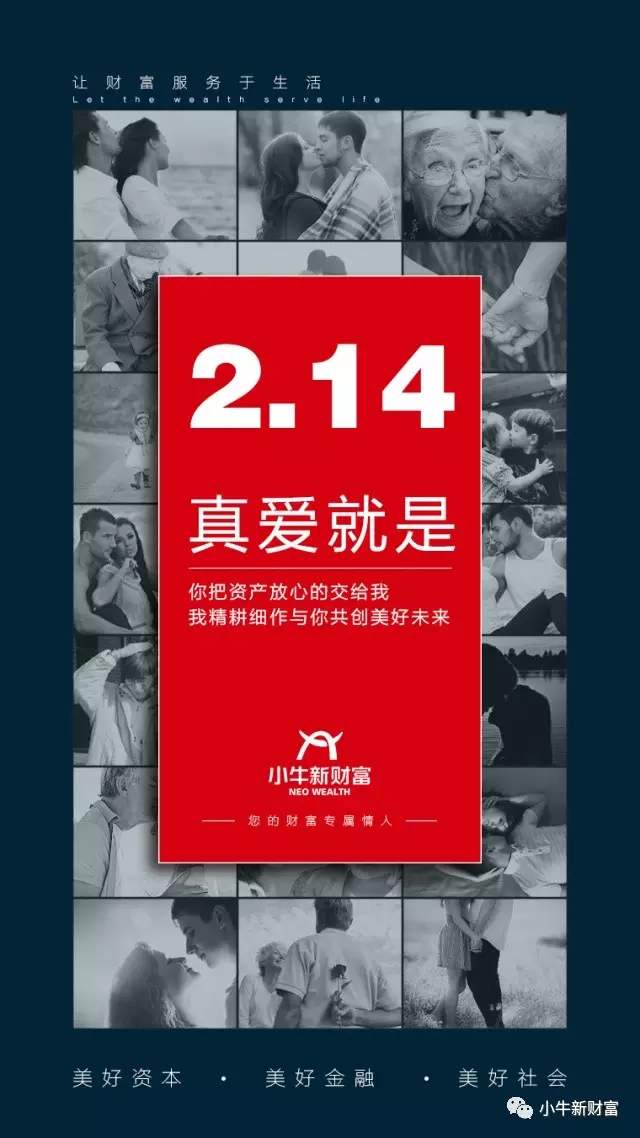 让财富服务于生活
Let the wealth serve life
2.14
真爱就是
你把资产放心的交给我
我精耕细作与你共创美好未来
小牛新财富
NEO WEALTH
您的财富专属情人
美好资本 · 美好金融 · 美好社会
小牛新财富